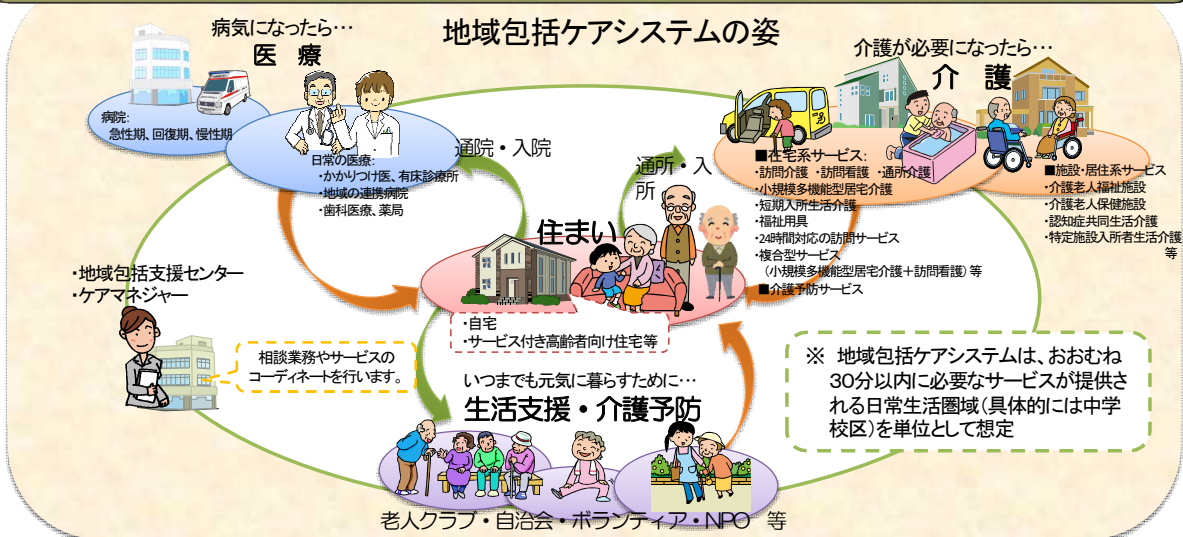 地域包括ケアシステムの姿
病気になったら…
医 療
病院:
急性期、回復期、慢性期
日常の医療:
・かかりつけ医、有床診療所
・地域の連携病院
・歯科医療、薬局
通院・入院
通所・入
所
介護が必要になったら…
介 護
■在宅系サービス:
・訪問介護 ・訪問看護 ・通所介護
・小規模多機能型居宅介護
・短期入所生活介護
・福祉用具
・24時間対応の訪問サービス
・複合型サービス
(小規模多機能型居宅介護+訪問看護)等
■介護予防サービス
■施設・居住系サービス
・介護老人福祉施設
・介護老人保健施設
・認知症共同生活介護
・特定施設入所者生活介護
等
住まい
・自宅
・サービス付き高齢者向け住宅等
・地域包括支援センター
・ケアマネジャー
相談業務やサービスの
コーディネートを行います。
いつまでも元気に暮らすために…
生活支援・介護予防
老人クラブ・自治会・ボランティア・NPO 等
※ 地域包括ケアシステムは、おおむね
30分以内に必要なサービスが提供さ
れる日常生活圏域(具体的には中学
校区)を単位として想定